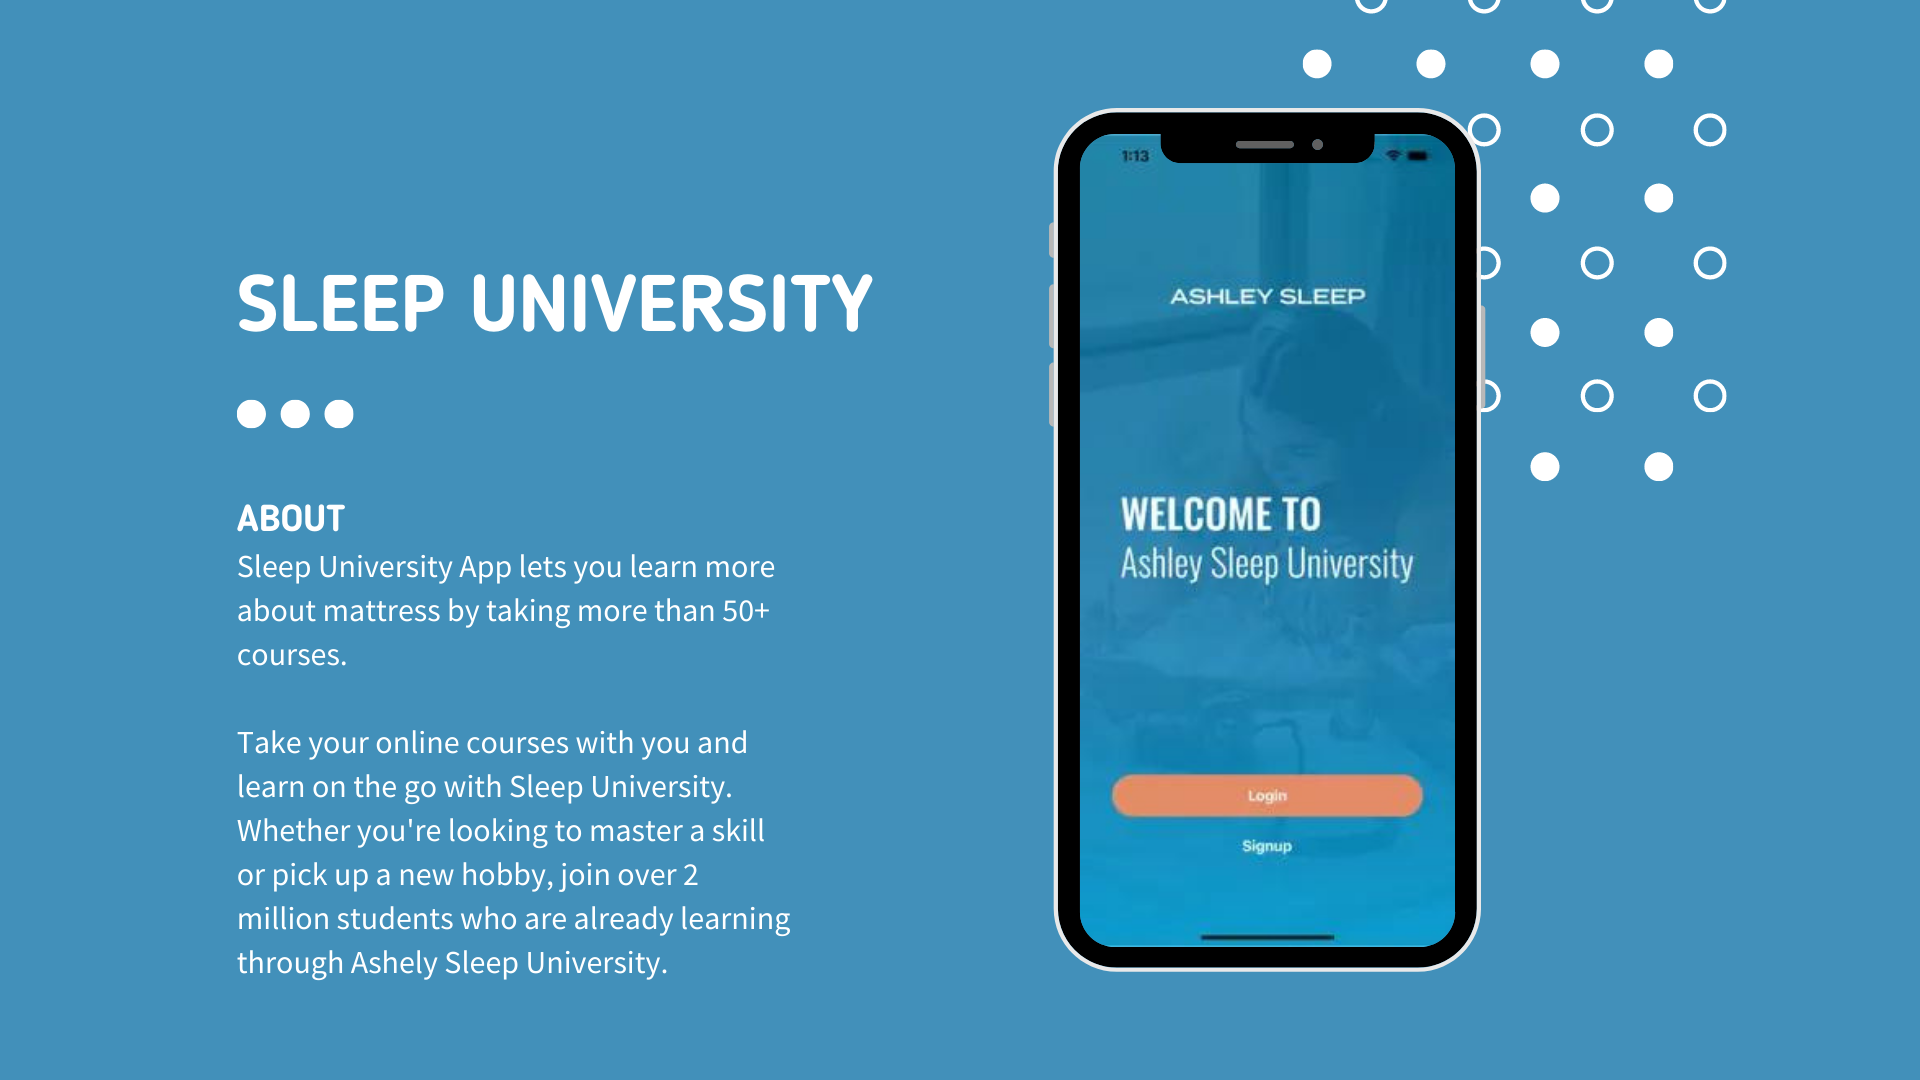 SLEEP UNIVERSITY
ABOUT
Sleep University App lets you learn more
about mattress by taking more than 50+
courses.
Take your online courses with you and
learn on the go with Sleep University.
Whether you're looking to master a skill
or pick up a new hobby, join over 2
million students who are already learning
through Ashely Sleep University.
1:13
ASHLEY SLEEP
WELCOME TO
Ashley Sleep University
Login
Signup